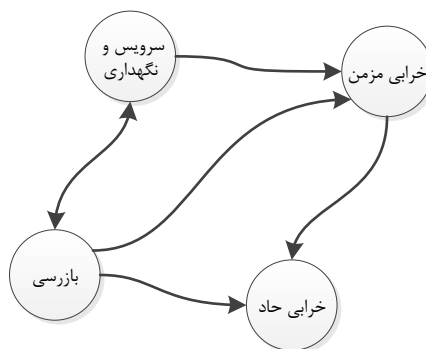 سرویس و
نگهداری
خرابی مزمن
بازرسی
خرابی حاد